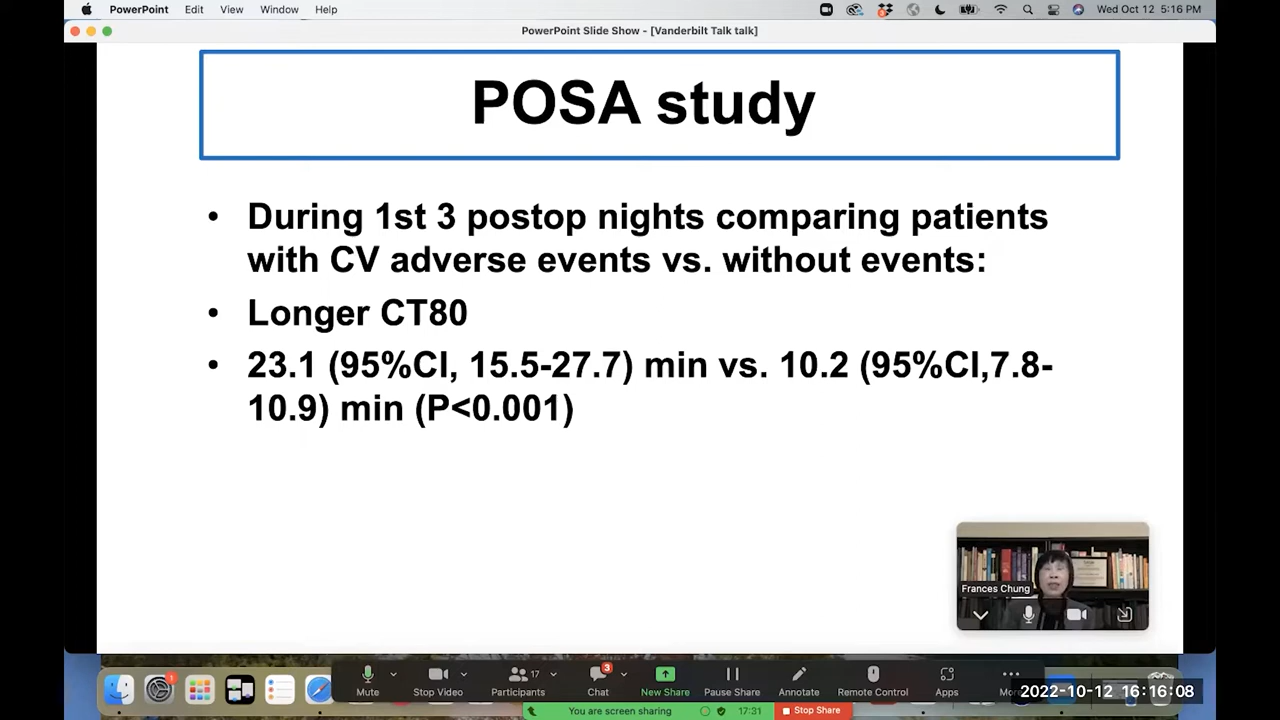 PowerPoint Edit View Window Help Wed Oct 12 5:16 PM
PowerPoint Slide Show - [Vanderbilt Talk talk]
POSA study
• During 1st 3 postop nights comparing patients
with CV adverse events vs. without events:
• Longer CT80
• 23.1 (95%CI, 15.5-27.7) min vs. 10.2 (95%CI,7.8-
10.9) min (P<0.001)
Frances Chung
1
3
17
Mute Stop Video Participants Chat New Share Pause Share Annotate Remote Control Apps
2022-10-12 16:16:08
You are screen sharing 17:31 Stop Share